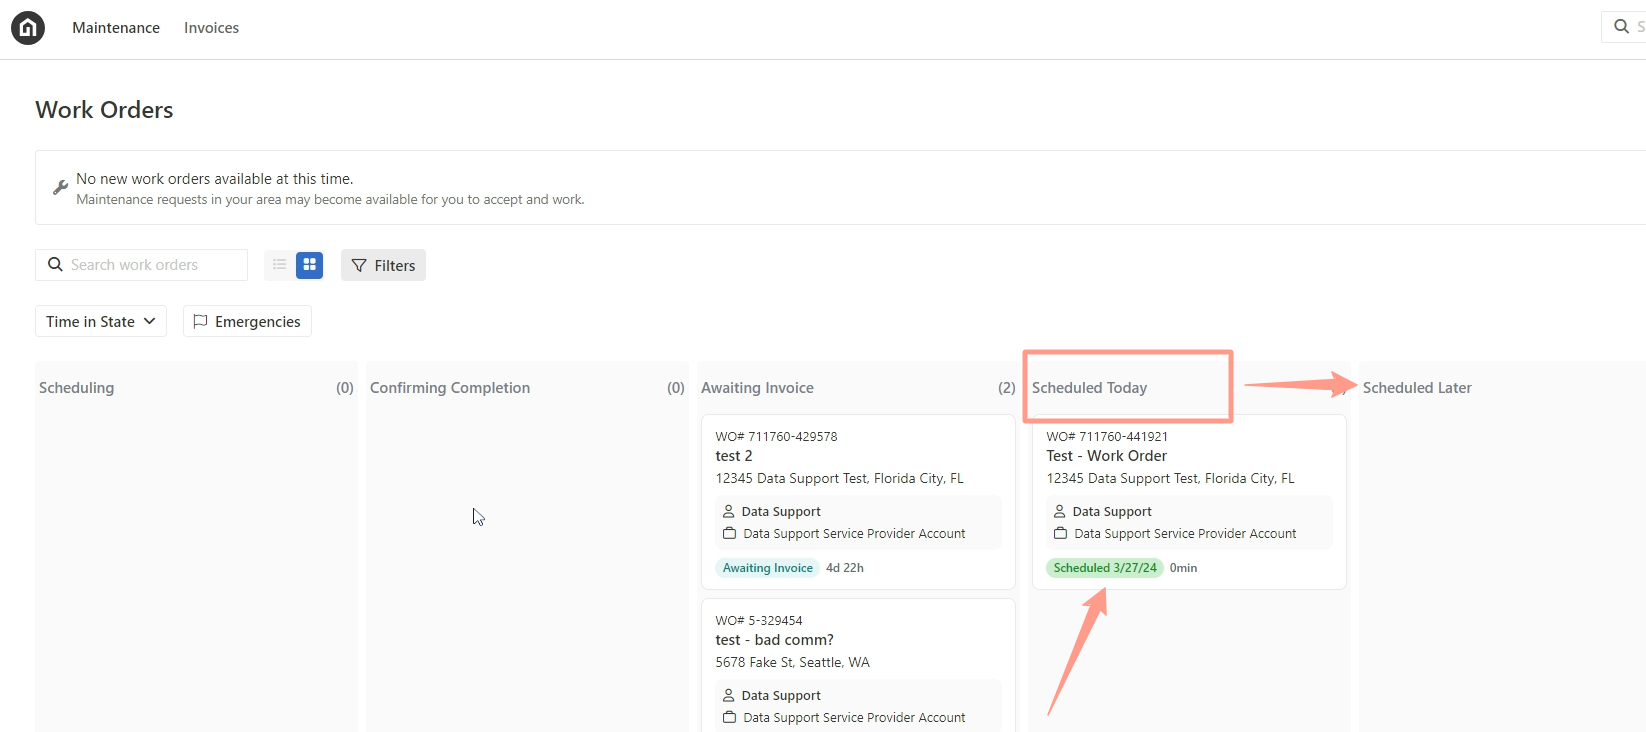 Maintenance Invoices
Work Orders
No new work orders available at this time.
Maintenance requests in your area may become available for you to accept and work.
Search work orders
Filters
Time in State
Emergencies
Scheduling (0)
Confirming Completion (0)
Awaiting Invoice (2)
WO# 711760-429578
test 2
12345 Data Support Test, Florida City, FL
Data Support
Data Support Service Provider Account
Awaiting Invoice 4d 22h
WO# 5-329454
test - bad comm?
5678 Fake St, Seattle, WA
Data Support
Data Support Service Provider Account
Scheduled Today
WO# 711760-441921
Test - Work Order
12345 Data Support Test, Florida City, FL
Data Support
Data Support Service Provider Account
Scheduled 3/27/24 0min
Scheduled Later